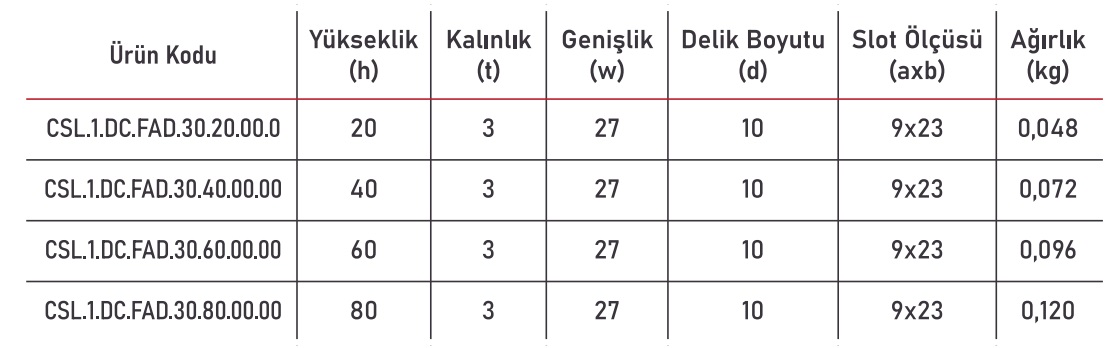 Ürün Kodu Yükseklik (h) Kalınlık (t) Genişlik (w) Delik Boyutu (d) Slot Ölçüsü (axb) Ağırlık (kg)
CSL.1.DC.FAD.30.20.00.0 20 3 27 10 9x23 0,048
CSL.1.DC.FAD.30.40.00.00 40 3 27 10 9x23 0,072
CSL.1.DC.FAD.30.60.00.00 60 3 27 10 9x23 0,096
CSL.1.DC.FAD.30.80.00.00 80 3 27 10 9x23 0,120